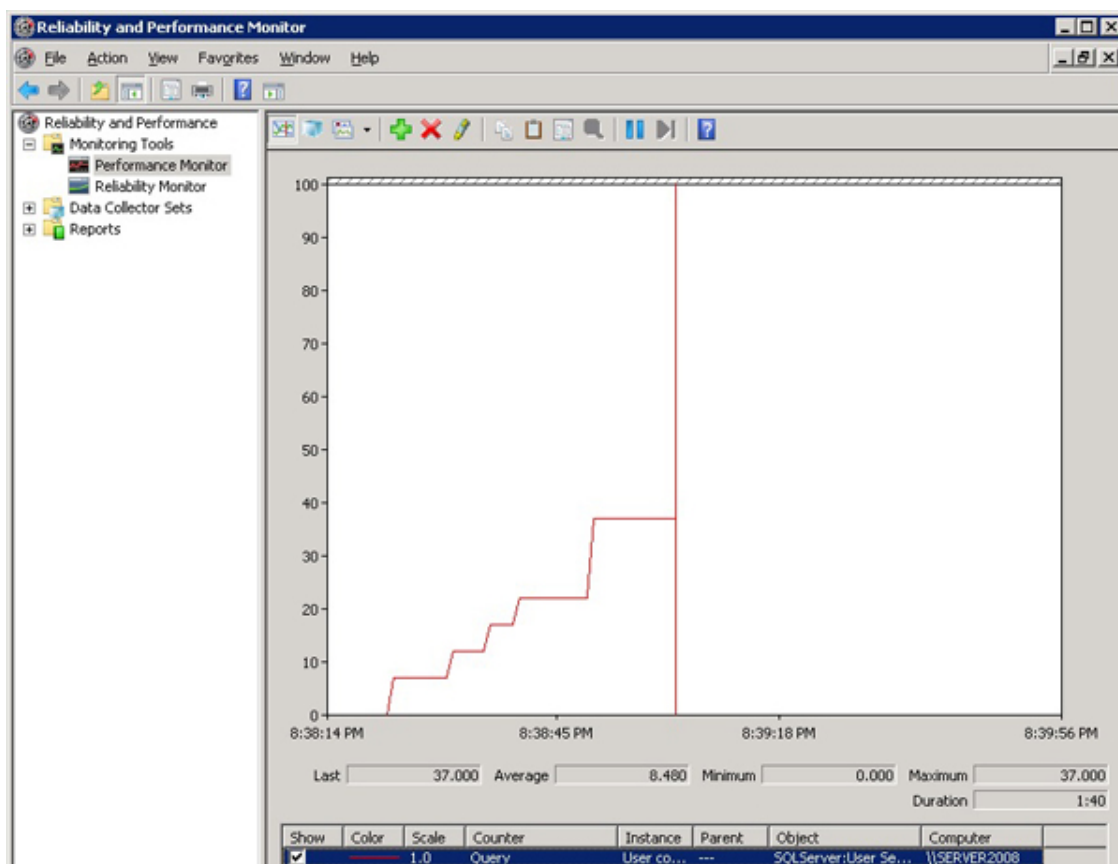 Reliability and Performance Monitor
File Action View Favorites Window Help
Reliability and Performance
Monitoring Tools
Performance Monitor
Reliability Monitor
Data Collector Sets
Reports
100
90
80
70
60
50
40
30
20
10
0
8:38:14 PM 8:38:45 PM 8:39:18 PM 8:39:56 PM
Last 37.000 Average 8.480 Minimum 0.000 Maximum 37.000
Duration 1:40
Show Color Scale Counter Instance Parent Object Computer
1.0 Query User co... --- SQLServer:User Se... \\SERVER2008